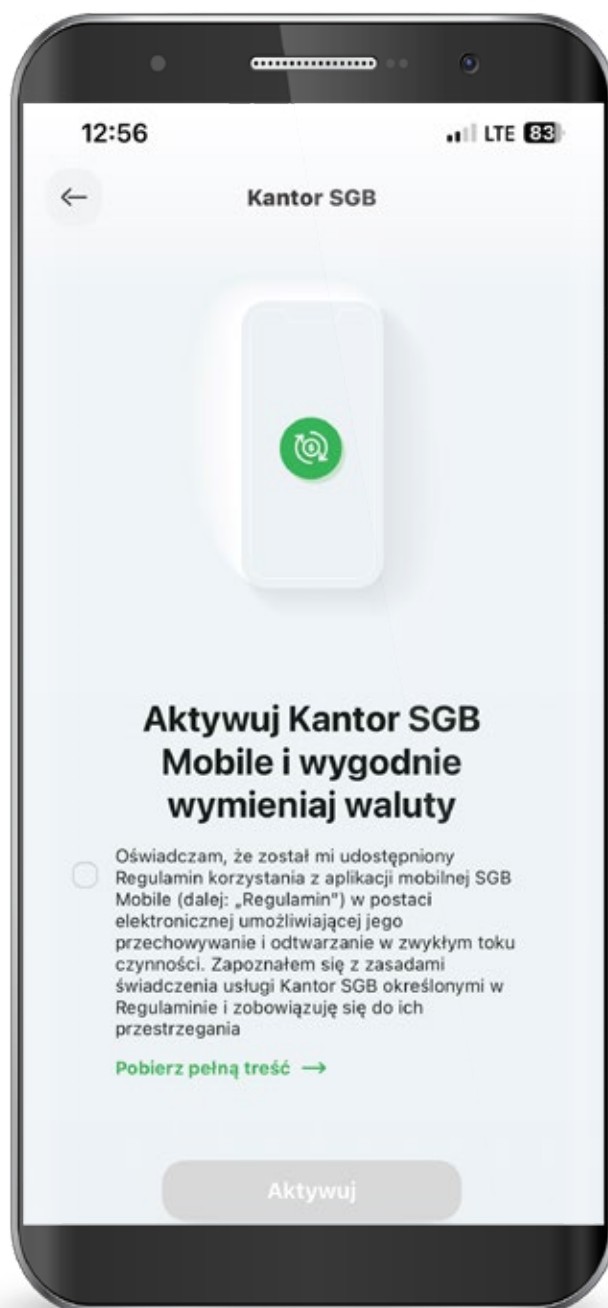 12:56
LTE 83
Kantor SGB
Aktywuj Kantor SGB
Mobile i wygodnie
wymieniaj waluty
Oświadczam, że został mi udostępniony
Regulamin korzystania z aplikacji mobilnej SGB
Mobile (dalej: „Regulamin") w postaci
elektronicznej umożliwiającej jego
przechowywanie i odtwarzanie w zwykłym toku
czynności. Zapoznałem się z zasadami
świadczenia usługi Kantor SGB określonymi w
Regulaminie i zobowiązuję się do ich
przestrzegania
Pobierz pełną treść →
Aktywuj